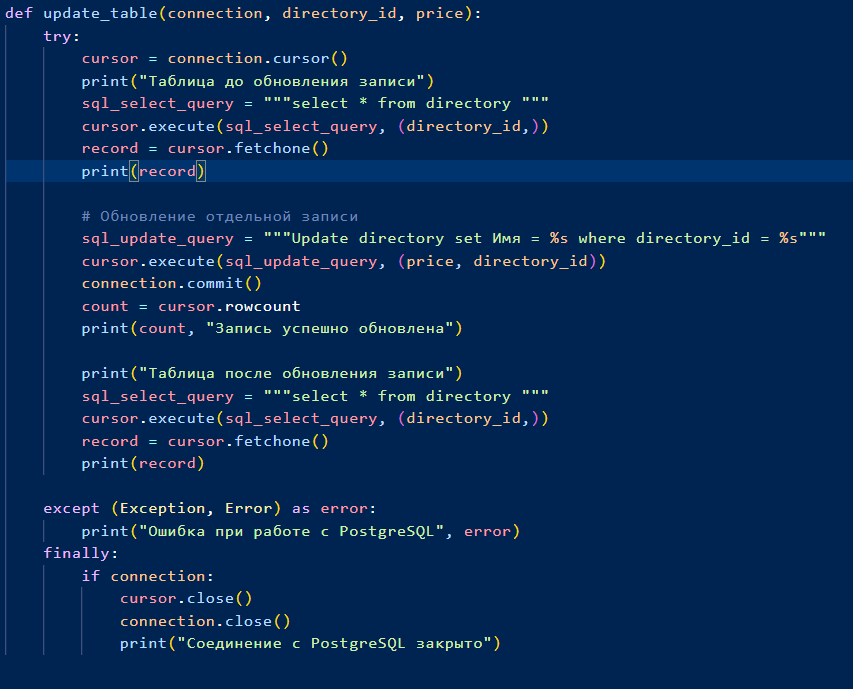 def update_table(connection, directory_id, price):
    try:
        cursor = connection.cursor()
        print("Таблица до обновления записи")
        sql_select_query = """select * from directory """
        cursor.execute(sql_select_query, (directory_id,))
        record = cursor.fetchone()
        print(record)

        # Обновление отдельной записи
        sql_update_query = """Update directory set Имя = %s where directory_id = %s"""
        cursor.execute(sql_update_query, (price, directory_id))
        connection.commit()
        count = cursor.rowcount
        print(count, "Запись успешно обновлена")

        print("Таблица после обновления записи")
        sql_select_query = """select * from directory """
        cursor.execute(sql_select_query, (directory_id,))
        record = cursor.fetchone()
        print(record)

    except (Exception, Error) as error:
        print("Ошибка при работе с PostgreSQL", error)
    finally:
        if connection:
            cursor.close()
            connection.close()
            print("Соединение с PostgreSQL закрыто")